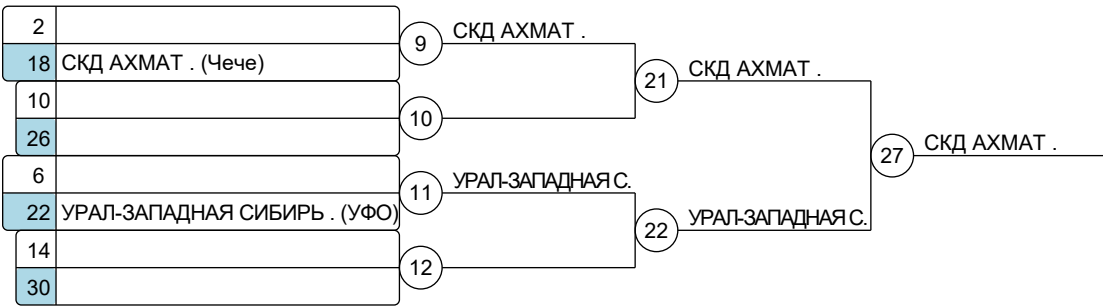 2
18 СКД АХМАТ . (Чече)
10
26
6
22 УРАЛ-ЗАПАДНАЯ СИБИРЬ . (УФО)
14
30
9 СКД АХМАТ .
10
11 УРАЛ-ЗАПАДНАЯ С.
12
21 СКД АХМАТ .
22 УРАЛ-ЗАПАДНАЯ С.
27 СКД АХМАТ .